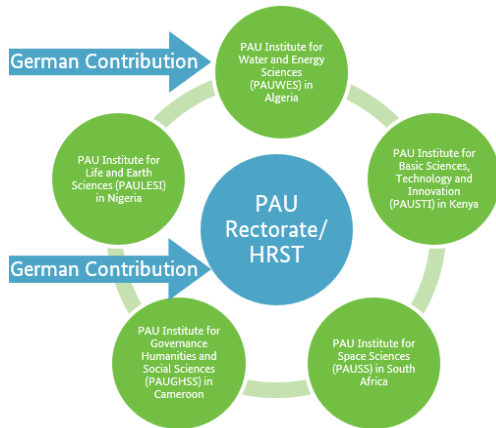 German Contribution
PAU Institute for
Water and Energy
Sciences
(PAUWES) in
Algeria
PAU Institute for
Life and Earth
Sciences (PAULESI)
in Nigeria
PAU Institute for
Basic Sciences,
Technology and
Innovation
(PAUSTI) in Kenya
PAU
Rectorate/
HRST
German Contribution
PAU Institute for
Governance
Humanities and
Social Sciences
(PAUGHSS) in
Cameroon
PAU Institute for
Space Sciences
(PAUSS) in South
Africa